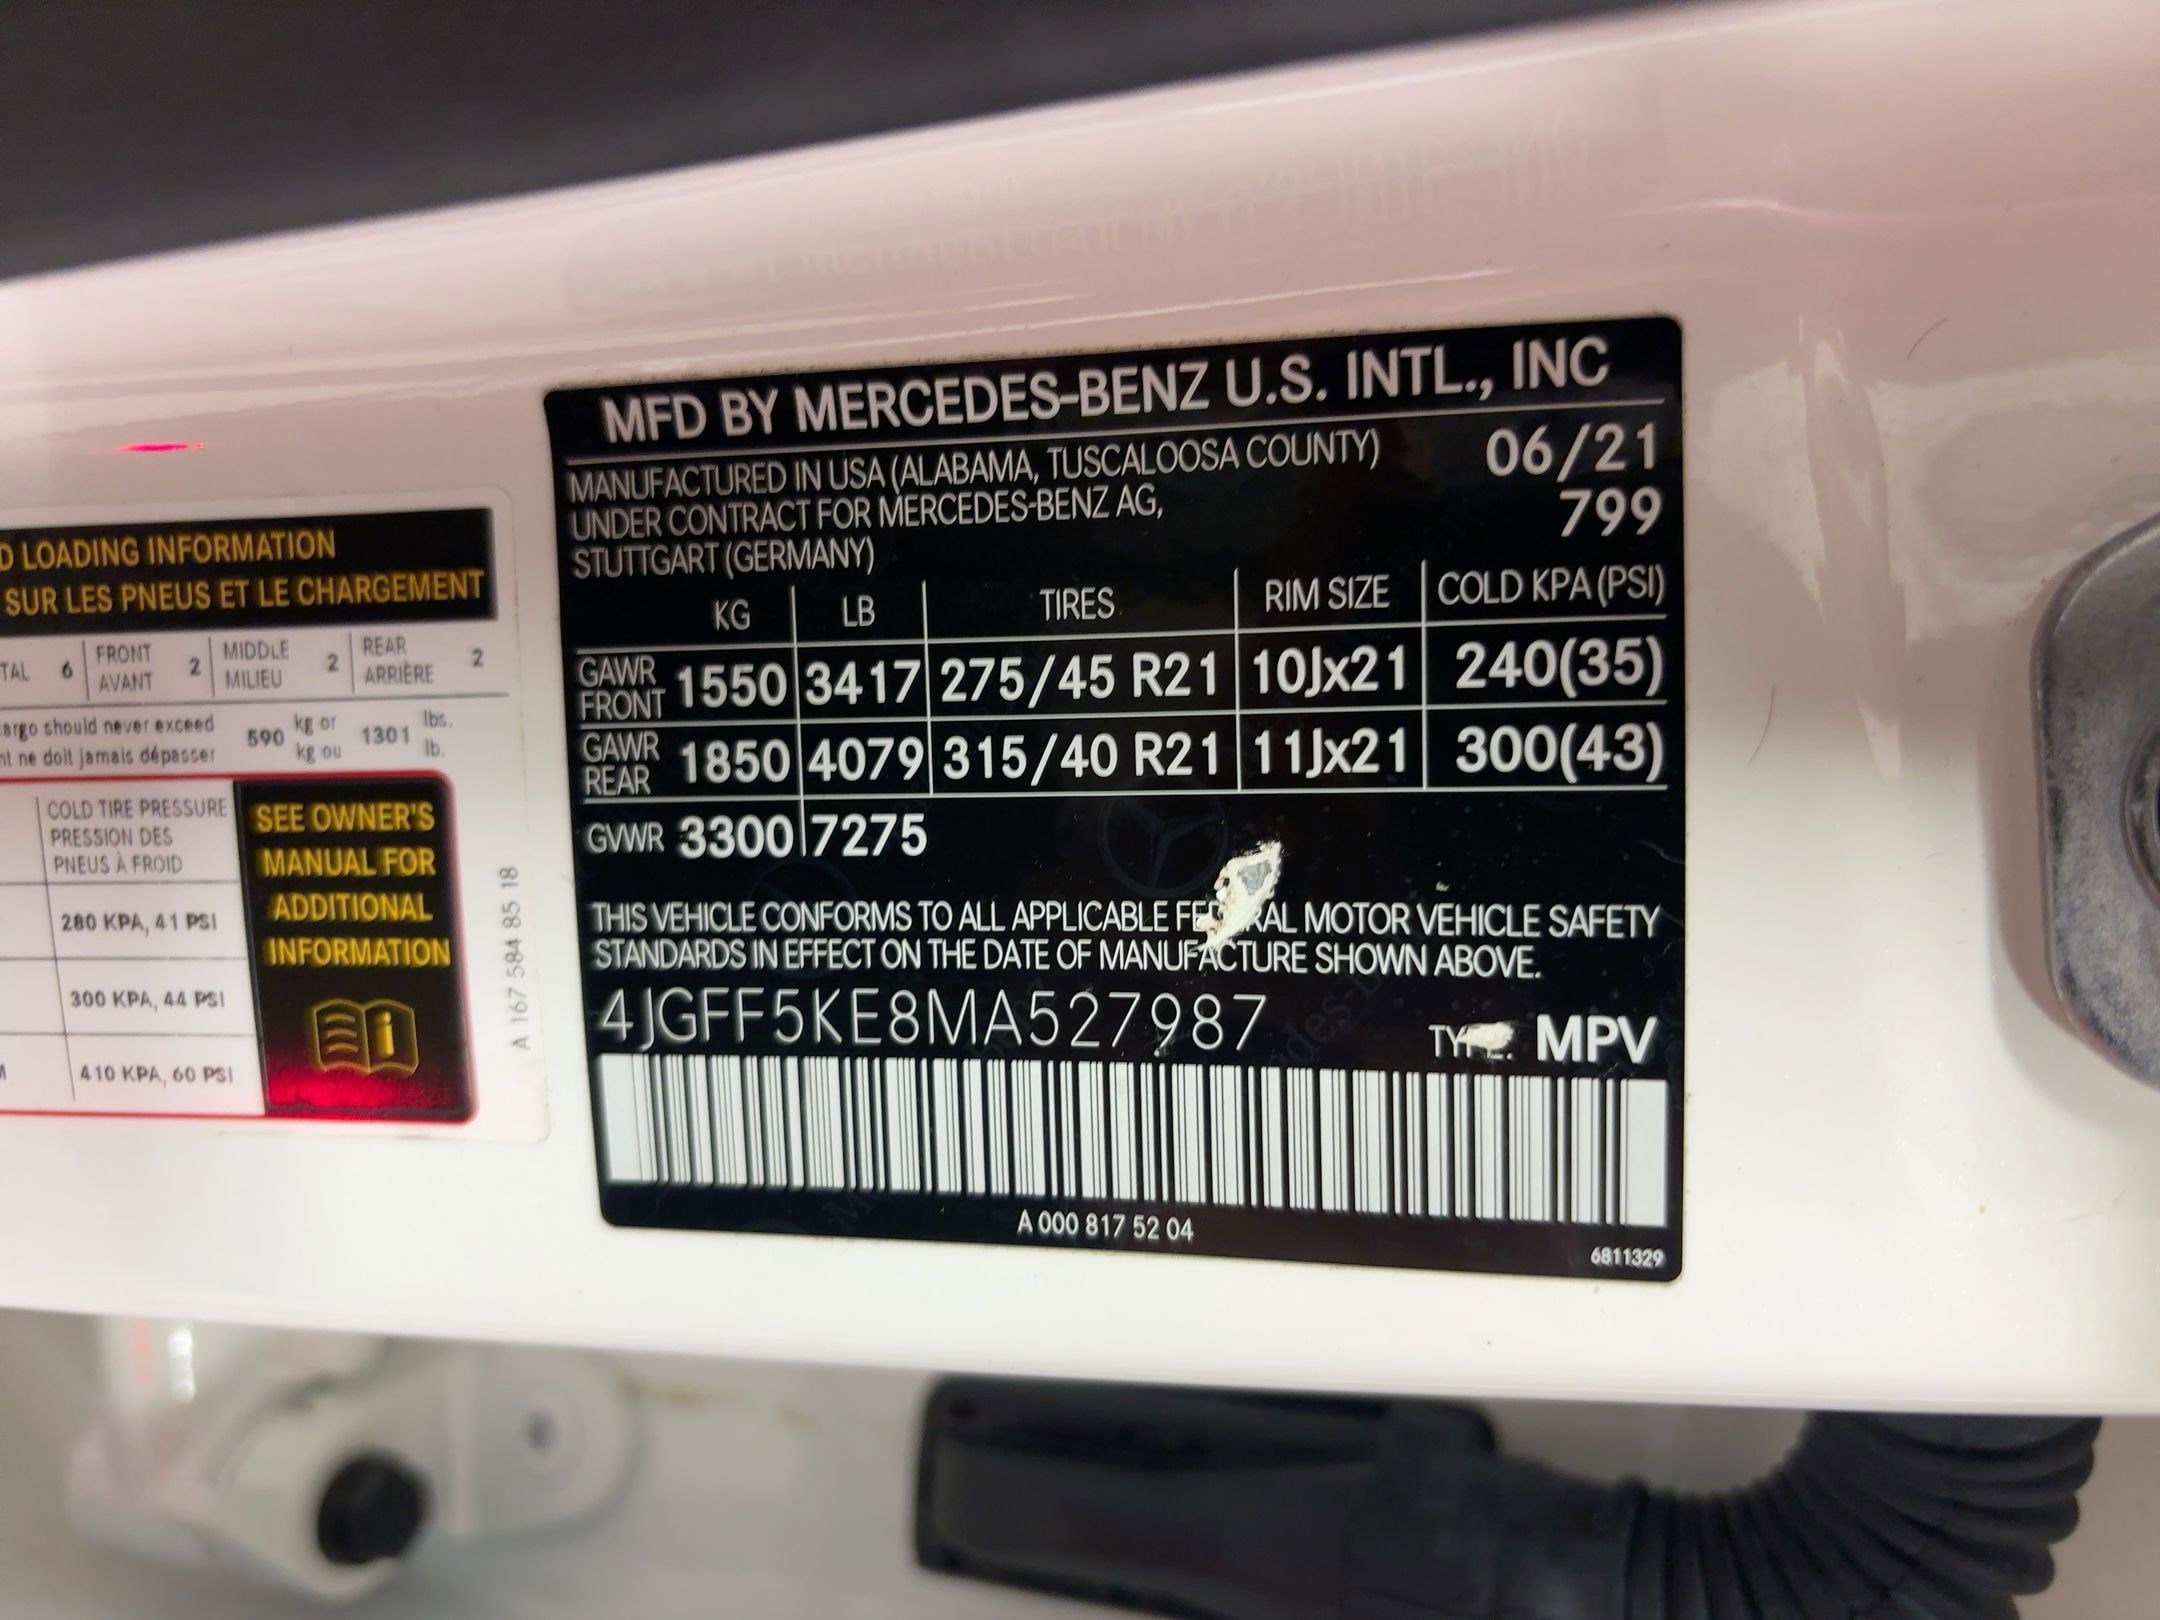 D LOADING INFORMATION
SUR LES PNEUS ET LE CHARGEMENT
TAL 6 FRONT AVANT 2 MIDDLE MILIEU 2 REAR ARRIÈRE 2
cargo should never exceed 590 kg or 1301 lbs.
nt ne doit jamais dépasser kg ou lb.
COLD TIRE PRESSURE
PRESSION DES
PNEUS À FROID
280 KPA, 41 PSI
300 KPA, 44 PSI
410 KPA, 60 PSI
SEE OWNER'S
MANUAL FOR
ADDITIONAL
INFORMATION
A 167 584 85 18
MFD BY MERCEDES-BENZ U.S. INTL., INC
MANUFACTURED IN USA (ALABAMA, TUSCALOOSA COUNTY) 06/21
UNDER CONTRACT FOR MERCEDES-BENZ AG, 799
STUTTGART (GERMANY)
KG LB TIRES RIM SIZE COLD KPA (PSI)
GAWR FRONT 1550 3417 275/45 R21 10Jx21 240(35)
GAWR REAR 1850 4079 315/40 R21 11Jx21 300(43)
GVWR 3300 7275
THIS VEHICLE CONFORMS TO ALL APPLICABLE FEDERAL MOTOR VEHICLE SAFETY
STANDARDS IN EFFECT ON THE DATE OF MANUFACTURE SHOWN ABOVE.
4JGFF5KE8MA527987 TYPE: MPV
A 000 817 52 04
6811329